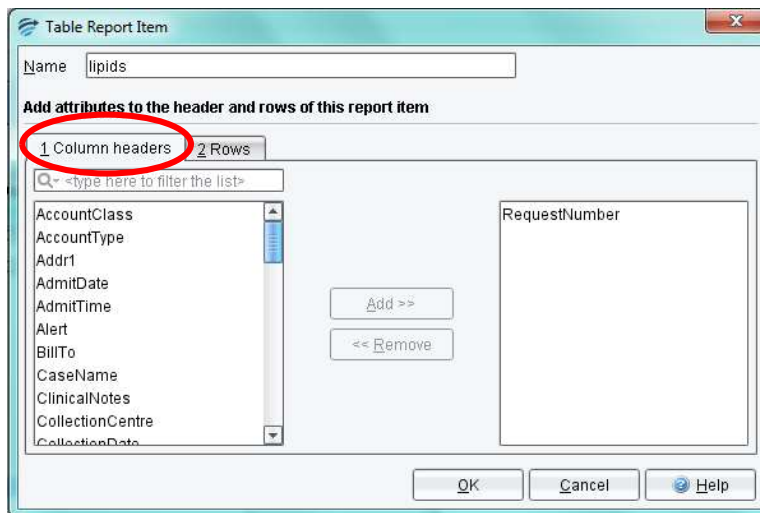 Table Report Item
Name lipids
Add attributes to the header and rows of this report item
1 Column headers 2 Rows
<type here to filter the list>
AccountClass
AccountType
Addr1
AdmitDate
AdmitTime
Alert
BillTo
CaseName
ClinicalNotes
CollectionCentre
CollectionDate
Add >>
<< Remove
RequestNumber
OK Cancel Help